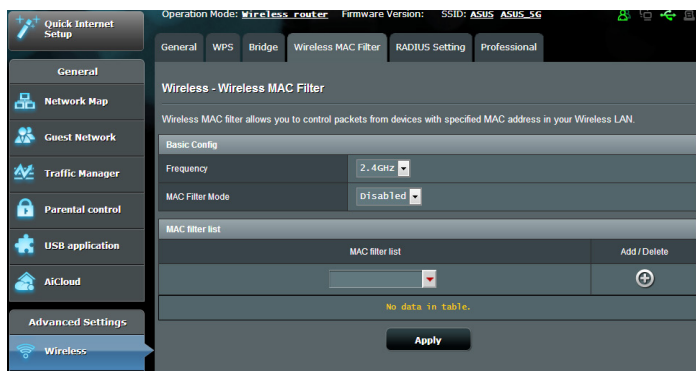 Quick Internet
Setup
Operation Mode: Wireless router Firmware Version: SSID: ASUS ASUS_5G
General WPS Bridge Wireless MAC Filter RADIUS Setting Professional
General
Network Map
Guest Network
Traffic Manager
Parental control
USB application
AiCloud
Advanced Settings
Wireless
Wireless - Wireless MAC Filter
Wireless MAC filter allows you to control packets from devices with specified MAC address in your Wireless LAN.
Basic Config
Frequency 2.4GHz
MAC Filter Mode Disabled
MAC filter list
MAC filter list Add / Delete
No data in table.
Apply